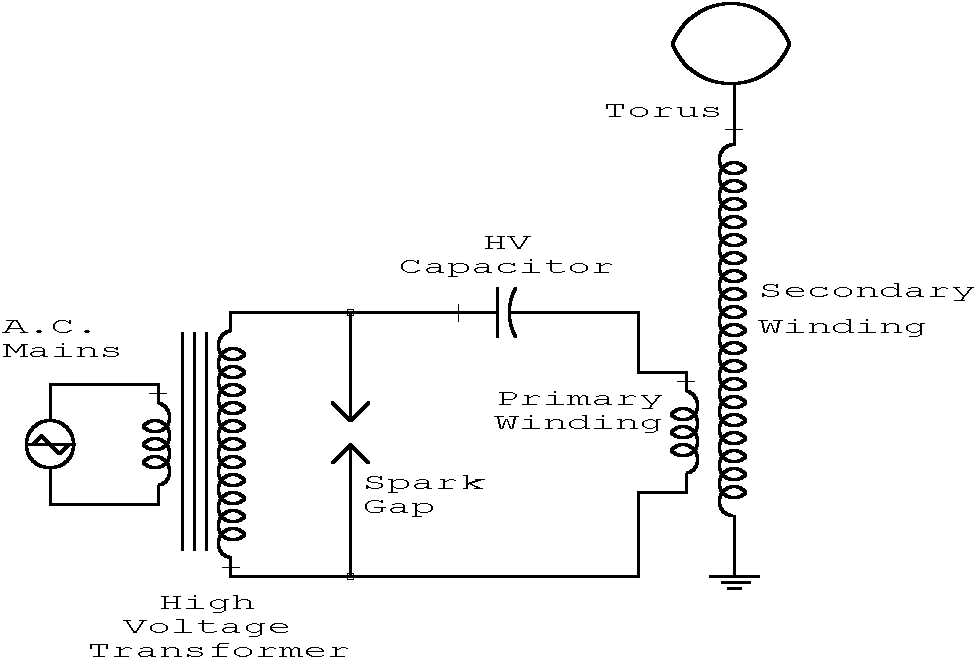 Torus
HV
Capacitor
Secondary
Winding
A.C.
Mains
Primary
Winding
Spark
Gap
High
Voltage
Transformer